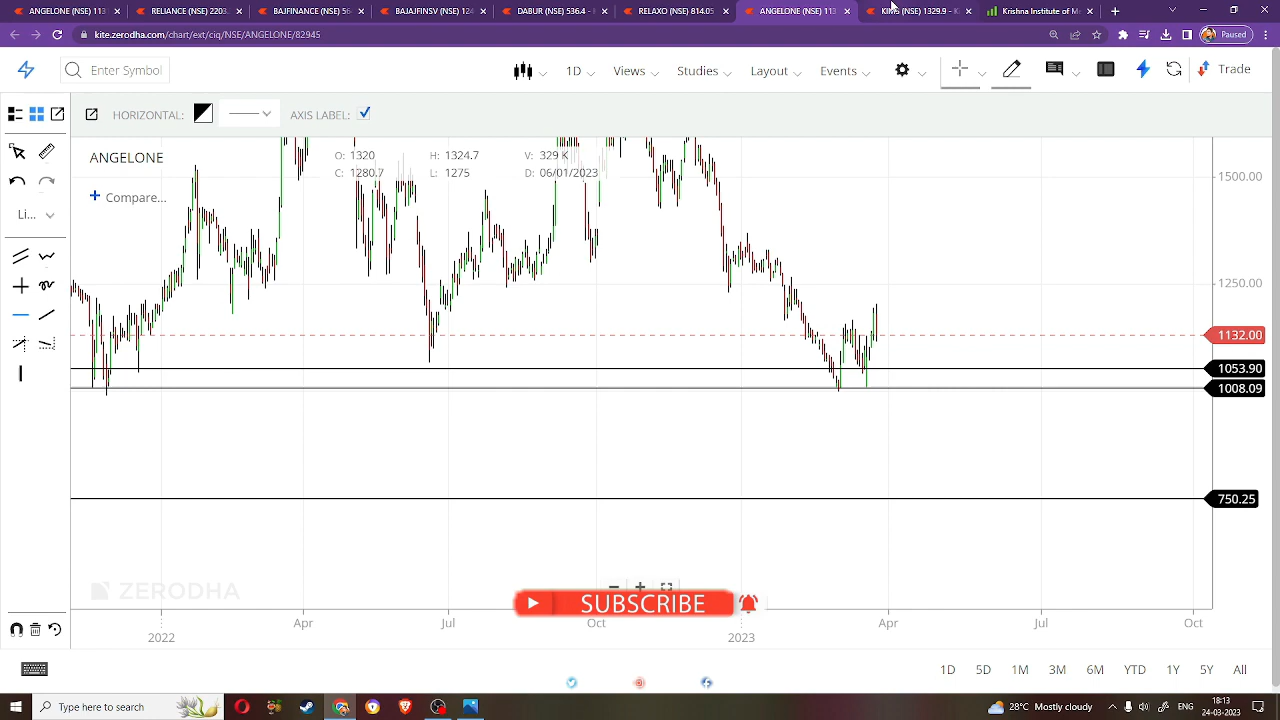 ANGELONE (NSE) 113
RELIANCE (NSE) 2203
BAJFINANCE (NSE) 56
BAJAJFINSV (NSE) 124
DABUR (NSE) 536.4 -
RELAXO (NSE) 814.05
ANGELONE (NSE) 113
(NSE) 1329.9 -
Krishna Institute of M
kite.zerodha.com/chart/ext/ciq/NSE/ANGELONE/82945
Paused
Enter Symbol
1D
Views
Studies
Layout
Events
Trade
HORIZONTAL:
AXIS LABEL:
ANGELONE
O: 1320
H: 1324.7
V: 329 K
C: 1280.7
L: 1275
D: 06/01/2023
Compare...
Li...
1500.00
1250.00
1132.00
1053.90
1008.09
750.25
ZERODHA
SUBSCRIBE
Apr
Jul
Oct
Apr
Jul
Oct
2022
2023
1D
5D
1M
3M
6M
YTD
1Y
5Y
All
Type here to search
28°C Mostly cloudy
ENG
18:13
24-03-2023